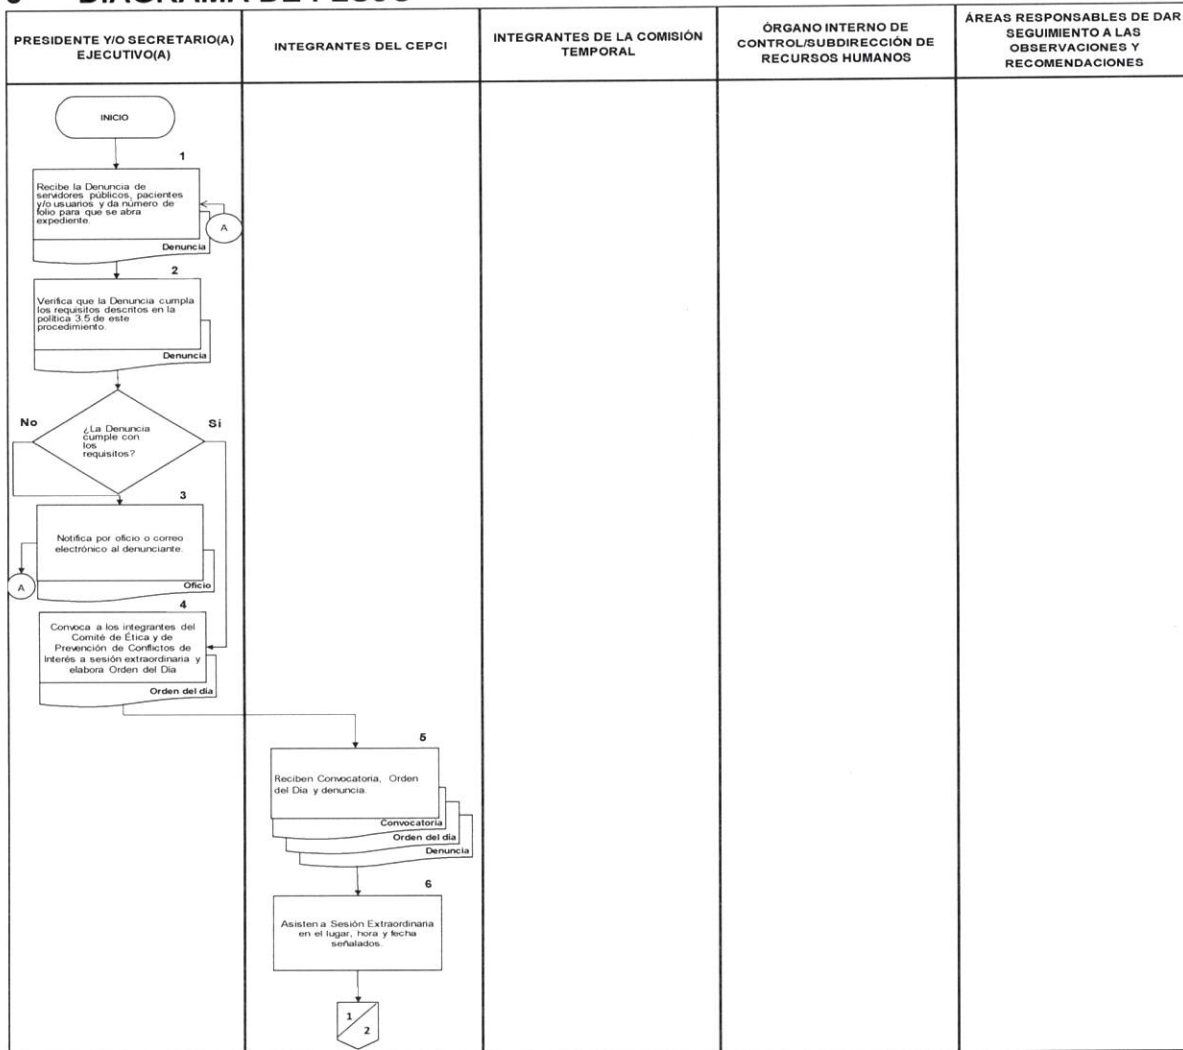 DIAGRAMA DE FLUJO
PRESIDENTE Y/O SECRETARIO(A)
EJECUTIVO(A)
INTEGRANTES DEL CEPCI
INTEGRANTES DE LA COMISIÓN
TEMPORAL
ÓRGANO INTERNO DE
CONTROL/SUBDIRECCIÓN DE
RECURSOS HUMANOS
ÁREAS RESPONSABLES DE DAR
SEGUIMIENTO A LAS
OBSERVACIONES Y
RECOMENDACIONES
INICIO
1
Recibe la Denuncia de
servidores públicos, pacientes
y/o usuarios y da número de
folio para que se abra
expediente.
A
Denuncia
2
Verifica que la Denuncia cumpla
los requisitos descritos en la
política 3.5 de este
procedimiento.
Denuncia
No
¿La Denuncia
cumple con
los
requisitos?
Sí
3
Notifica por oficio o correo
electrónico al denunciante.
A
Oficio
4
Convoca a los integrantes del
Comité de Ética y de
Prevención de Conflictos de
Interés a sesión extraordinaria y
elabora Orden del Día
Orden del día
5
Reciben Convocatoria, Orden
del Día y denuncia.
Convocatoria
Orden del día
Denuncia
6
Asisten a Sesión Extraordinaria
en el lugar, hora y fecha
señalados.
1
2